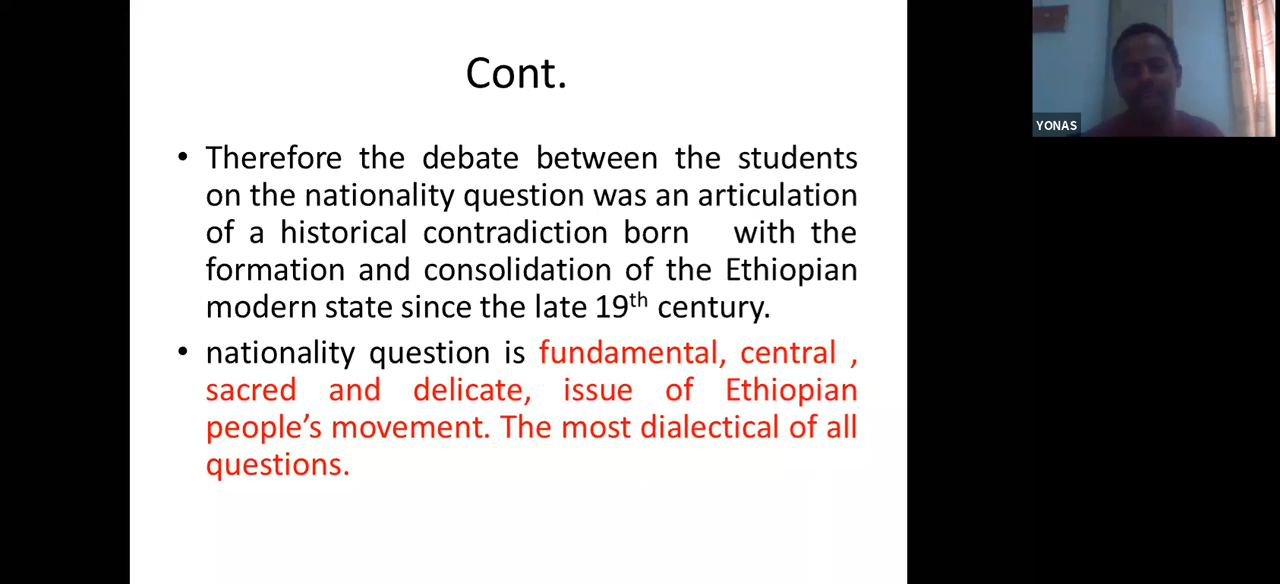 Cont.
• Therefore the debate between the students
on the nationality question was an articulation
of a historical contradiction born with the
formation and consolidation of the Ethiopian
modern state since the late 19th century.
• nationality question is fundamental, central ,
sacred and delicate, issue of Ethiopian
people’s movement. The most dialectical of all
questions.
YONAS